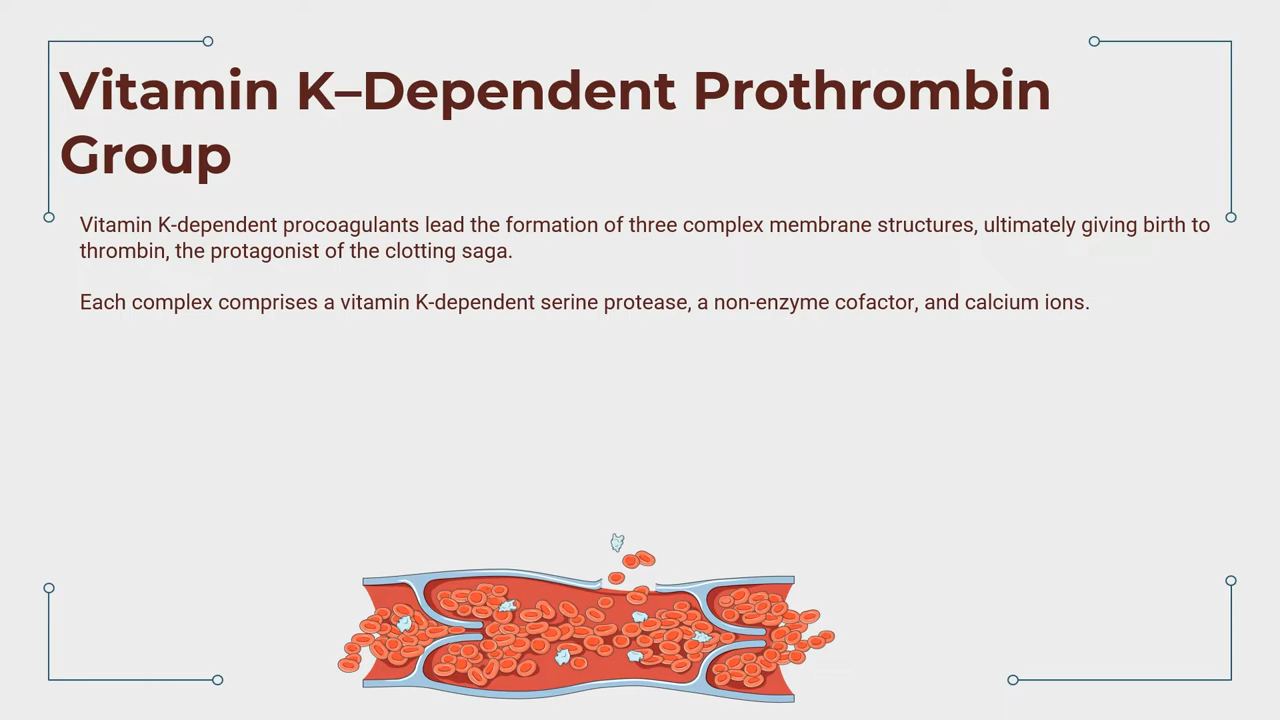 Vitamin K–Dependent Prothrombin
Group
Vitamin K-dependent procoagulants lead the formation of three complex membrane structures, ultimately giving birth to
thrombin, the protagonist of the clotting saga.
Each complex comprises a vitamin K-dependent serine protease, a non-enzyme cofactor, and calcium ions.